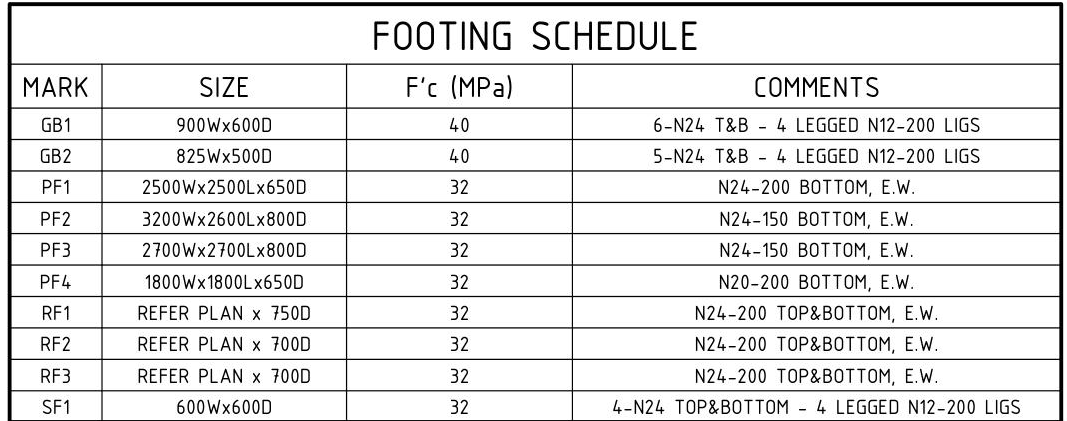 FOOTING SCHEDULE
MARK SIZE F'c (MPa) COMMENTS
GB1 900Wx600D 40 6-N24 T&B - 4 LEGGED N12-200 LIGS
GB2 825Wx500D 40 5-N24 T&B - 4 LEGGED N12-200 LIGS
PF1 2500Wx2500Lx650D 32 N24-200 BOTTOM, E.W.
PF2 3200Wx2600Lx800D 32 N24-150 BOTTOM, E.W.
PF3 2700Wx2700Lx800D 32 N24-150 BOTTOM, E.W.
PF4 1800Wx1800Lx650D 32 N20-200 BOTTOM, E.W.
RF1 REFER PLAN x 750D 32 N24-200 TOP&BOTTOM, E.W.
RF2 REFER PLAN x 700D 32 N24-200 TOP&BOTTOM, E.W.
RF3 REFER PLAN x 700D 32 N24-200 TOP&BOTTOM, E.W.
SF1 600Wx600D 32 4-N24 TOP&BOTTOM - 4 LEGGED N12-200 LIGS